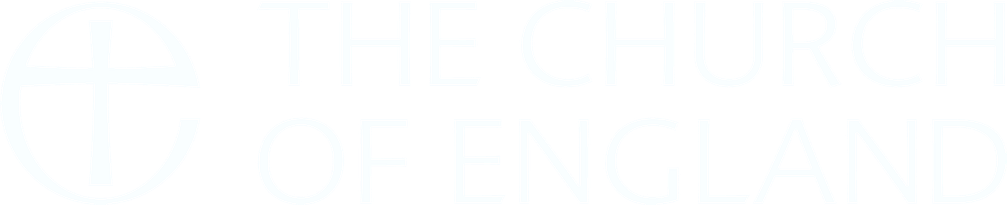 THE CHURCH
OF ENGLAND